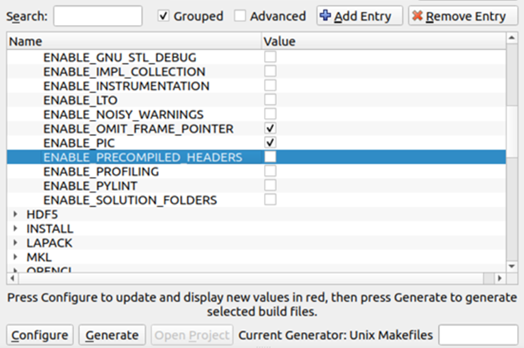 Search: Grouped Advanced Add Entry Remove Entry
Name Value
ENABLE_GNU_STL_DEBUG
ENABLE_IMPL_COLLECTION
ENABLE_INSTRUMENTATION
ENABLE_LTO
ENABLE_NOISY_WARNINGS
ENABLE_OMIT_FRAME_POINTER
ENABLE_PIC
ENABLE_PRECOMPILED_HEADERS
ENABLE_PROFILING
ENABLE_PYLINT
ENABLE_SOLUTION_FOLDERS
HDF5
INSTALL
LAPACK
MKL
OPENCL
Press Configure to update and display new values in red, then press Generate to generate
selected build files.
Configure Generate Open Project Current Generator: Unix Makefiles